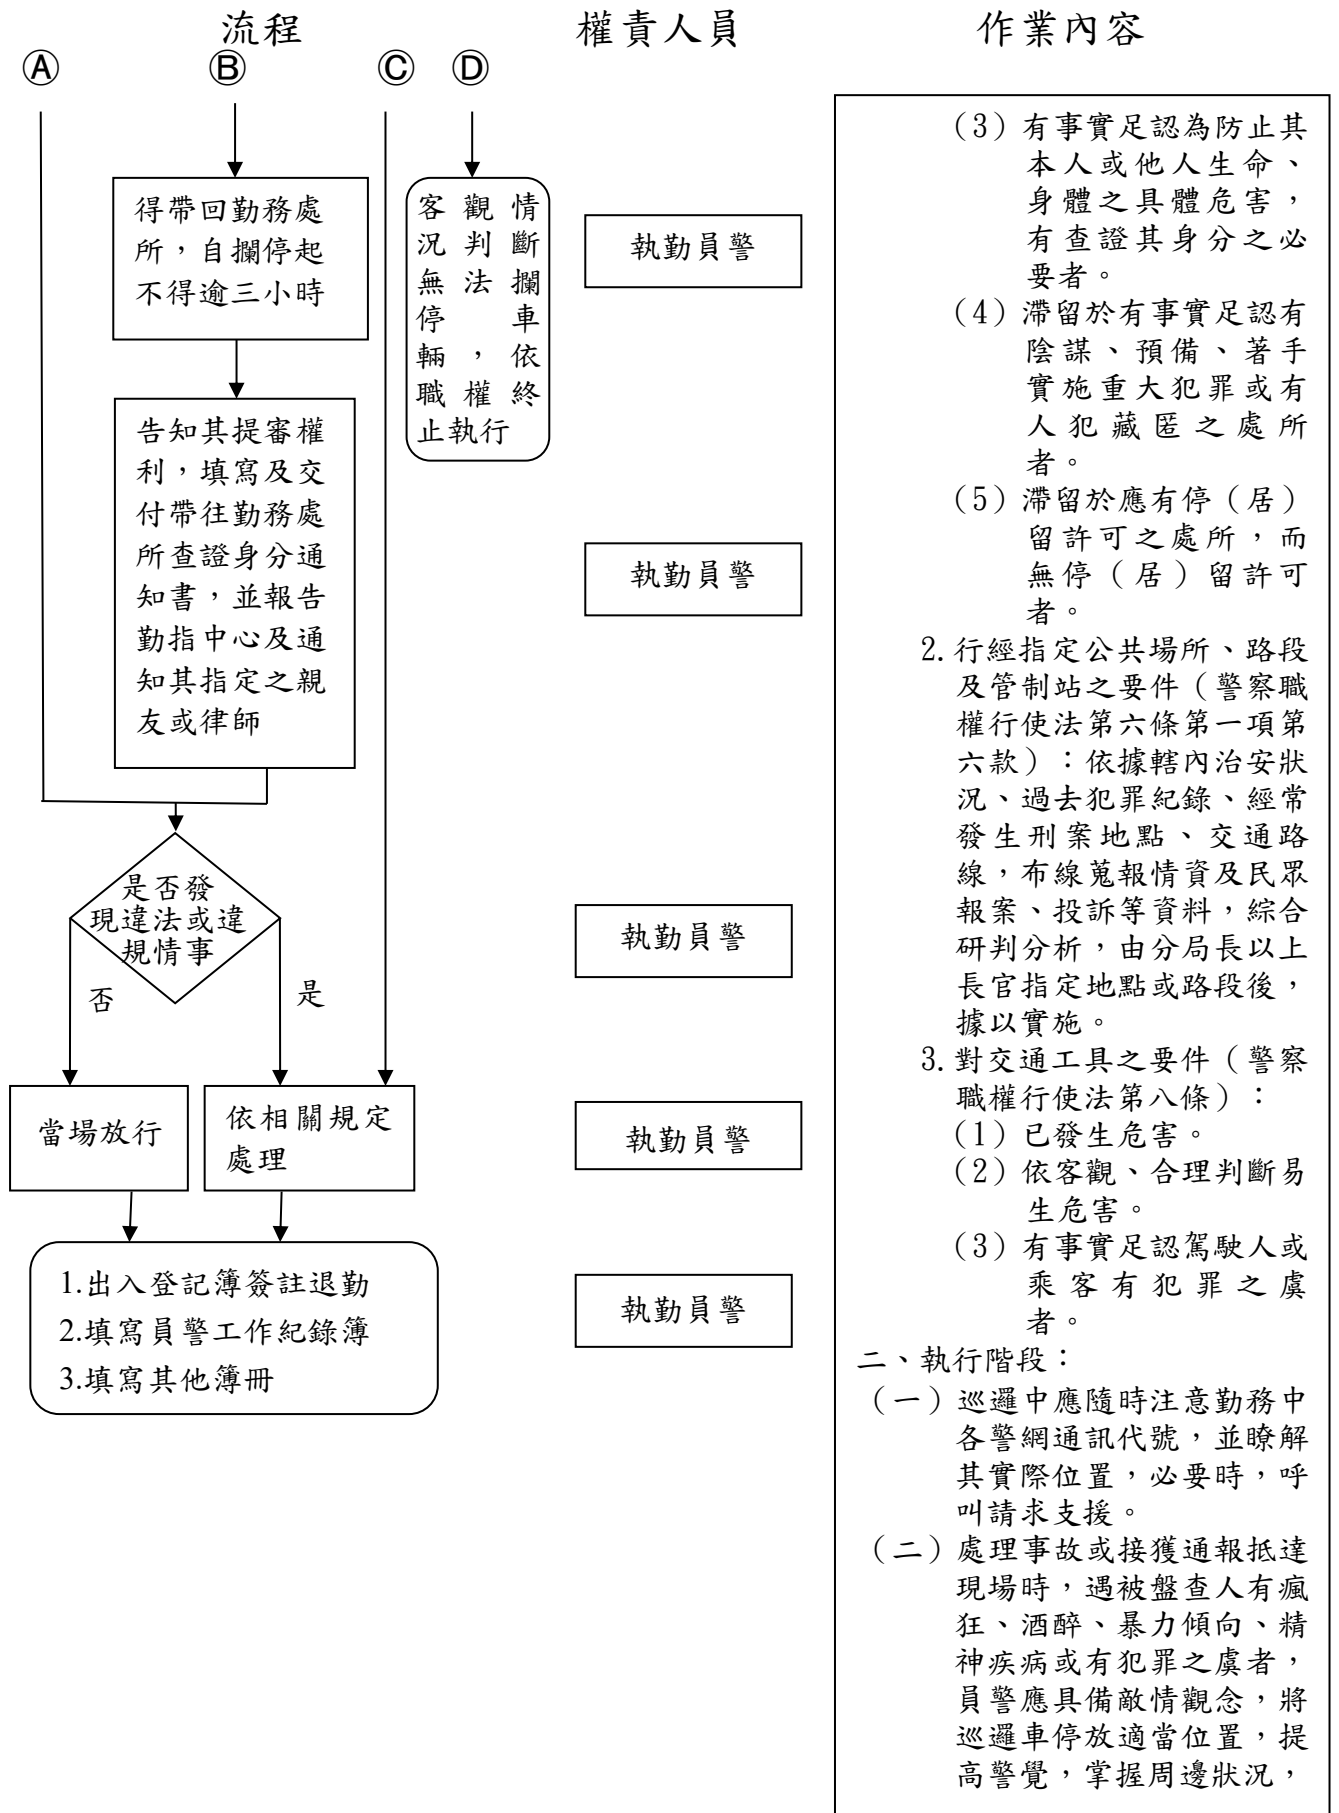 流程
權責人員
作業內容
Ⓐ
Ⓑ
Ⓒ
Ⓓ
得帶回勤務處
所，自攔停起
不得逾三小時
客觀情
況判斷
無法攔
停車
輛，依
職權終
止執行
執勤員警
告知其提審權
利，填寫及交
付帶往勤務處
所查證身分通
知書，並報告
勤指中心及通
知其指定之親
友或律師
執勤員警
是否發
現違法或違
規情事
否
是
執勤員警
當場放行
依相關規定
處理
執勤員警
1.出入登記簿簽註退勤
2.填寫員警工作紀錄簿
3.填寫其他簿冊
執勤員警
（3）有事實足認為防止其
本人或他人生命、
身體之具體危害，
有查證其身分之必
要者。
（4）滯留於有事實足認有
陰謀、預備、著手
實施重大犯罪或有
人犯藏匿之處所
者。
（5）滯留於應有停（居）
留許可之處所，而
無停（居）留許可
者。
2.行經指定公共場所、路段
及管制站之要件（警察職
權行使法第六條第一項第
六款）：依據轄內治安狀
況、過去犯罪紀錄、經常
發生刑案地點、交通路
線，布線蒐報情資及民眾
報案、投訴等資料，綜合
研判分析，由分局長以上
長官指定地點或路段後，
據以實施。
3.對交通工具之要件（警察
職權行使法第八條）：
（1）已發生危害。
（2）依客觀、合理判斷易
生危害。
（3）有事實足認駕駛人或
乘客有犯罪之虞
者。
二、執行階段：
（一）巡邏中應隨時注意勤務中
各警網通訊代號，並瞭解
其實際位置，必要時，呼
叫請求支援。
（二）處理事故或接獲通報抵達
現場時，遇被盤查人有瘋
狂、酒醉、暴力傾向、精
神疾病或有犯罪之虞者，
員警應具備敵情觀念，將
巡邏車停放適當位置，提
高警覺，掌握周邊狀況，